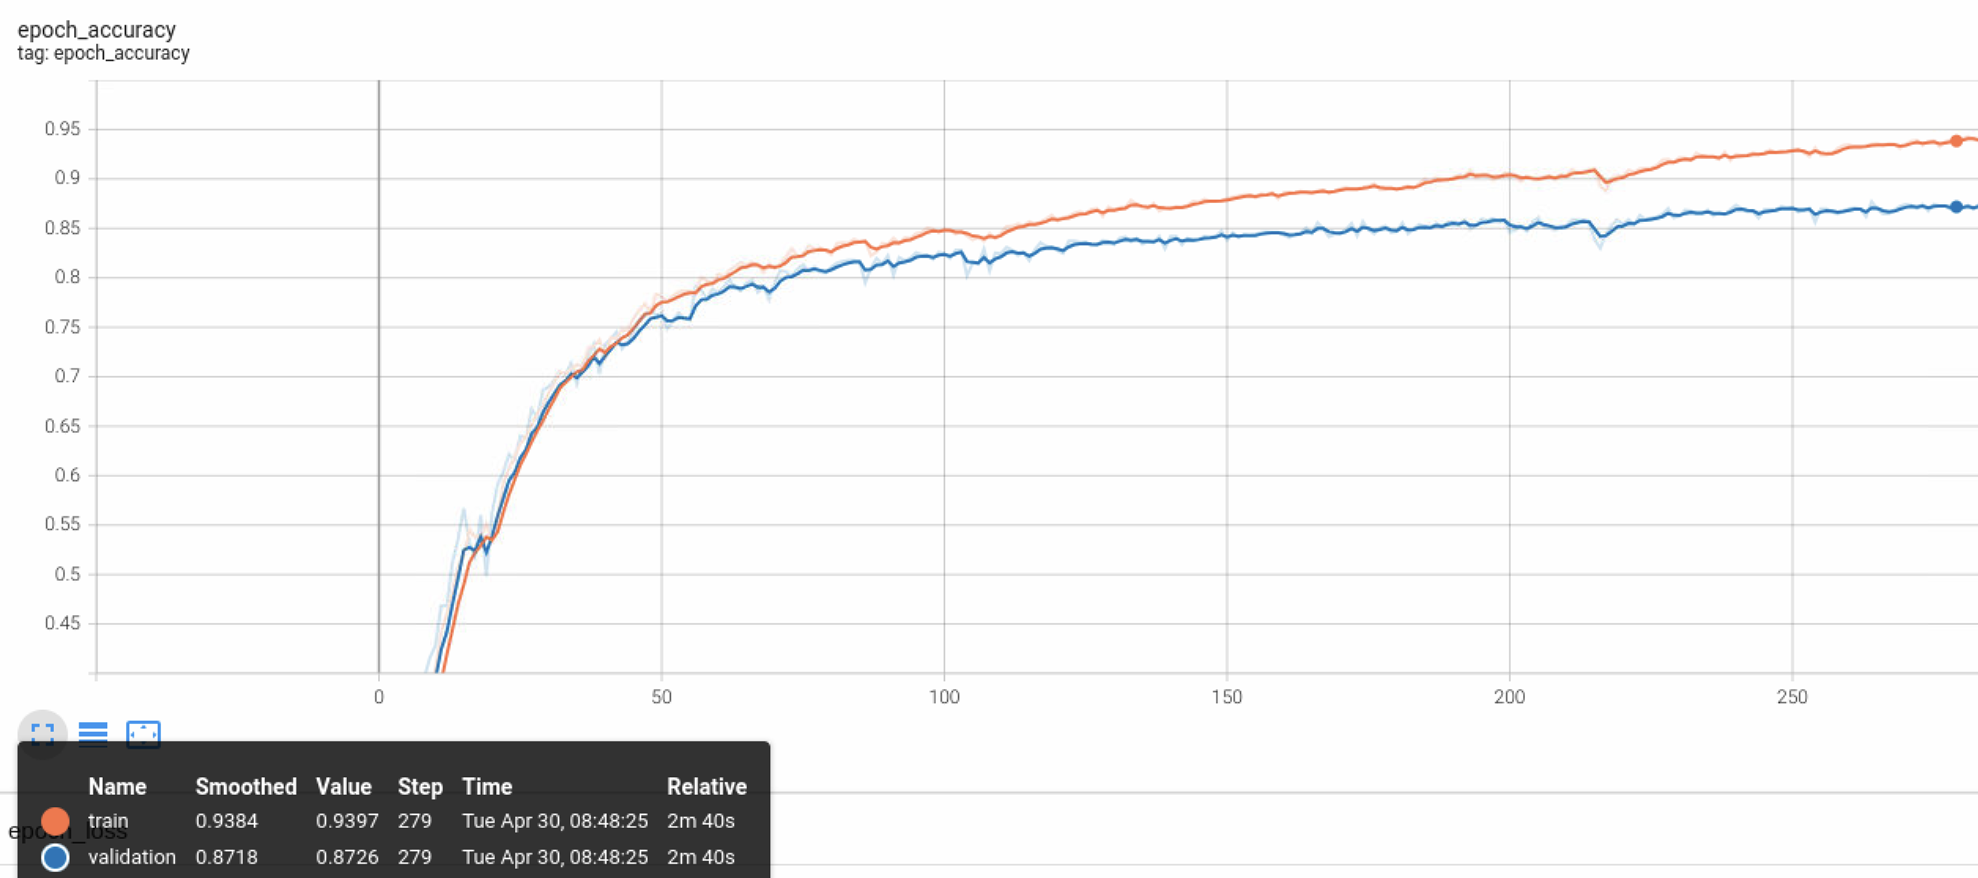 epoch_accuracy
tag: epoch_accuracy
0.95
0.9
0.85
0.8
0.75
0.7
0.65
0.6
0.55
0.5
0.45
0 50 100 150 200 250
Name Smoothed Value Step Time Relative
train 0.9384 0.9397 279 Tue Apr 30, 08:48:25 2m 40s
epoch_loss
validation 0.8718 0.8726 279 Tue Apr 30, 08:48:25 2m 40s